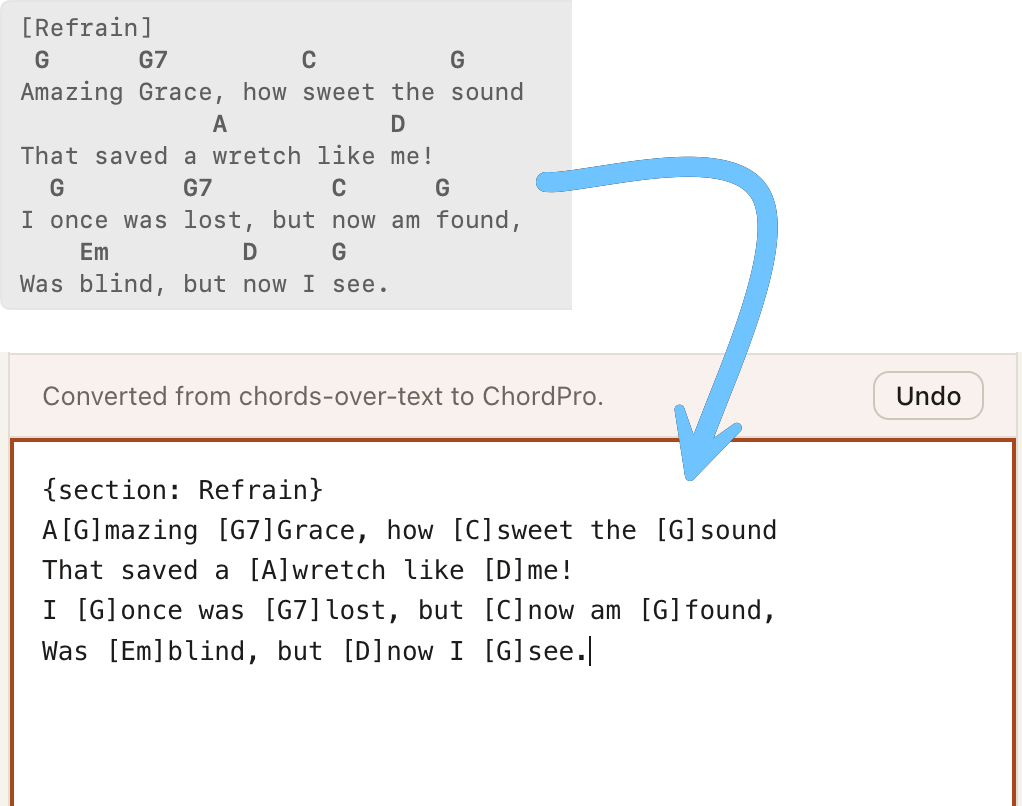 [Refrain]
 G      G7         C         G
Amazing Grace, how sweet the sound
             A           D
That saved a wretch like me!
  G        G7        C      G
I once was lost, but now am found,
    Em         D     G
Was blind, but now I see.
Converted from chords-over-text to ChordPro.
Undo
{section: Refrain}
A[G]mazing [G7]Grace, how [C]sweet the [G]sound
That saved a [A]wretch like [D]me!
I [G]once was [G7]lost, but [C]now am [G]found,
Was [Em]blind, but [D]now I [G]see.